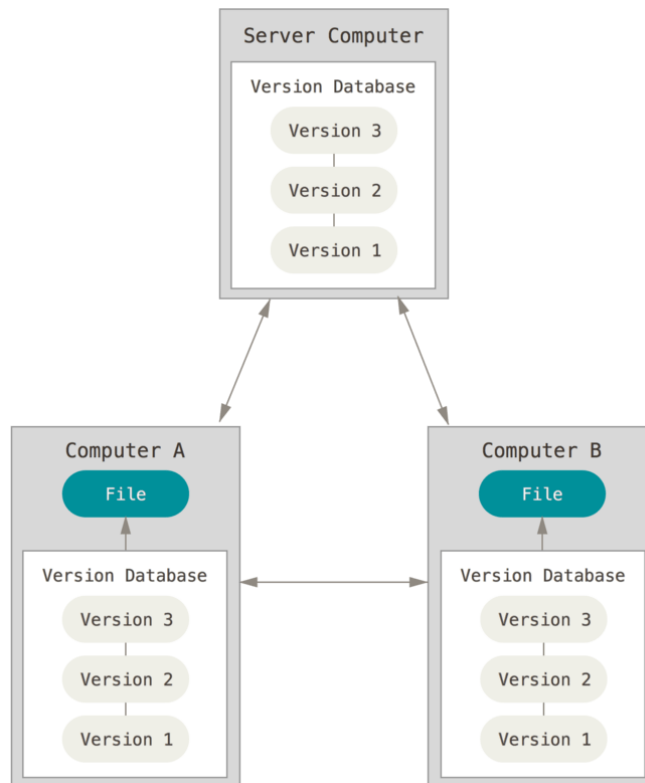 Server Computer
Version Database
Version 3
Version 2
Version 1
Computer A
File
Version Database
Version 3
Version 2
Version 1
Computer B
File
Version Database
Version 3
Version 2
Version 1